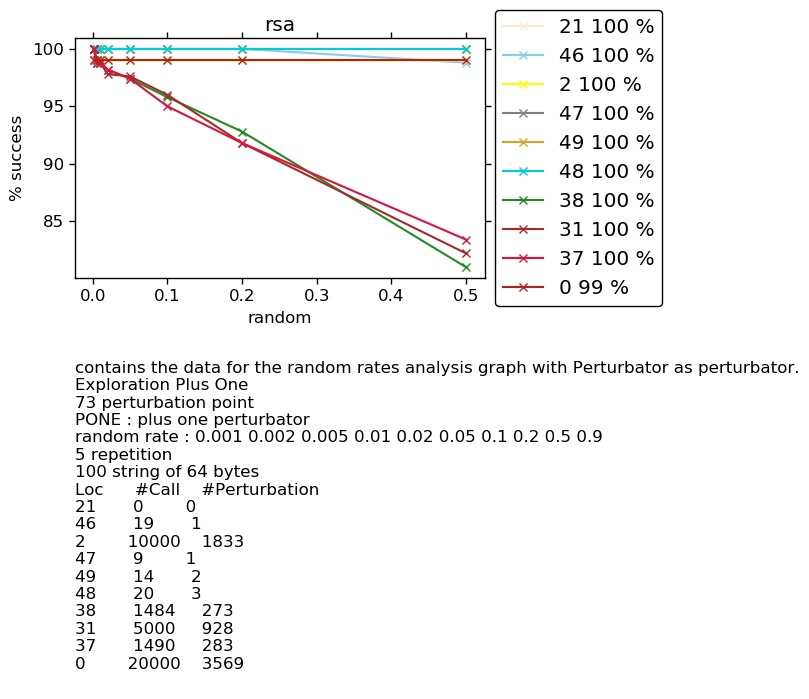 rsa
100
95
90
85
% success
0.0 0.1 0.2 0.3 0.4 0.5
random
21 100 %
46 100 %
2 100 %
47 100 %
49 100 %
48 100 %
38 100 %
31 100 %
37 100 %
0 99 %
contains the data for the random rates analysis graph with Perturbator as perturbator.
Exploration Plus One
73 perturbation point
PONE : plus one perturbator
random rate : 0.001 0.002 0.005 0.01 0.02 0.05 0.1 0.2 0.5 0.9
5 repetition
100 string of 64 bytes
Loc #Call #Perturbation
21 0 0
46 19 1
2 10000 1833
47 9 1
49 14 2
48 20 3
38 1484 273
31 5000 928
37 1490 283
0 20000 3569